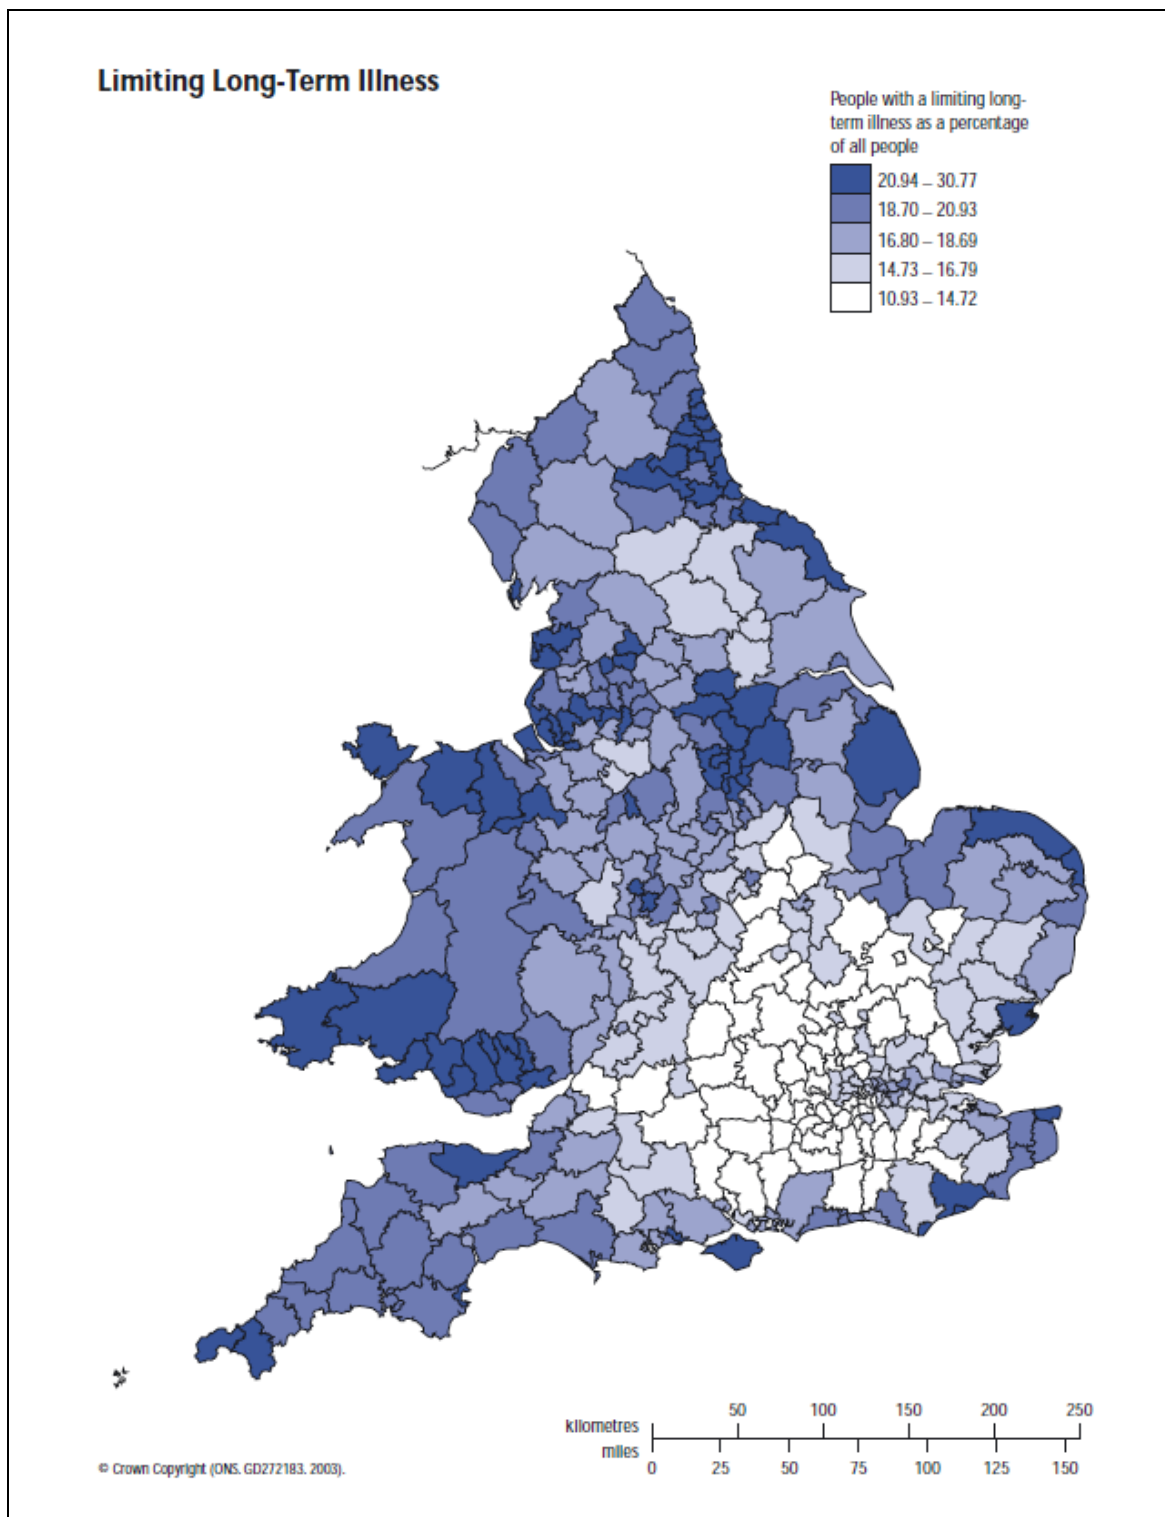 Limiting Long-Term Illness
People with a limiting long-
term illness as a percentage
of all people
20.94 – 30.77
18.70 – 20.93
16.80 – 18.69
14.73 – 16.79
10.93 – 14.72
50 100 150 200 250
kilometres
miles
0 25 50 75 100 125 150
© Crown Copyright (ONS. GD272183. 2003).